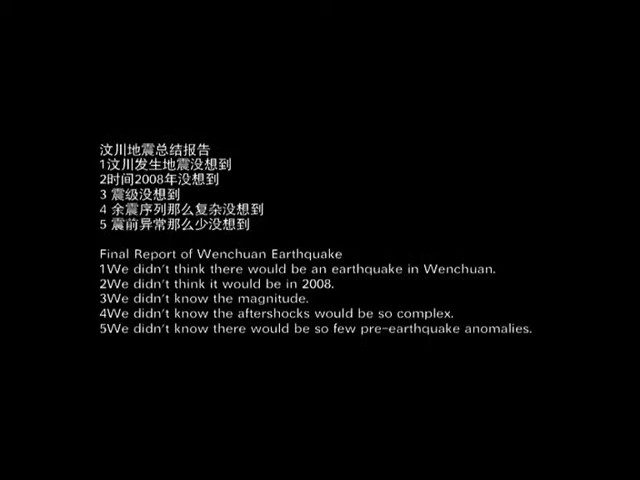 汶川地震总结报告
1汶川发生地震没想到
2时间2008年没想到
3 震级没想到
4 余震序列那么复杂没想到
5 震前异常那么少没想到
Final Report of Wenchuan Earthquake
1We didn't think there would be an earthquake in Wenchuan.
2We didn't think it would be in 2008.
3We didn't know the magnitude.
4We didn't know the aftershocks would be so complex.
5We didn't know there would be so few pre-earthquake anomalies.